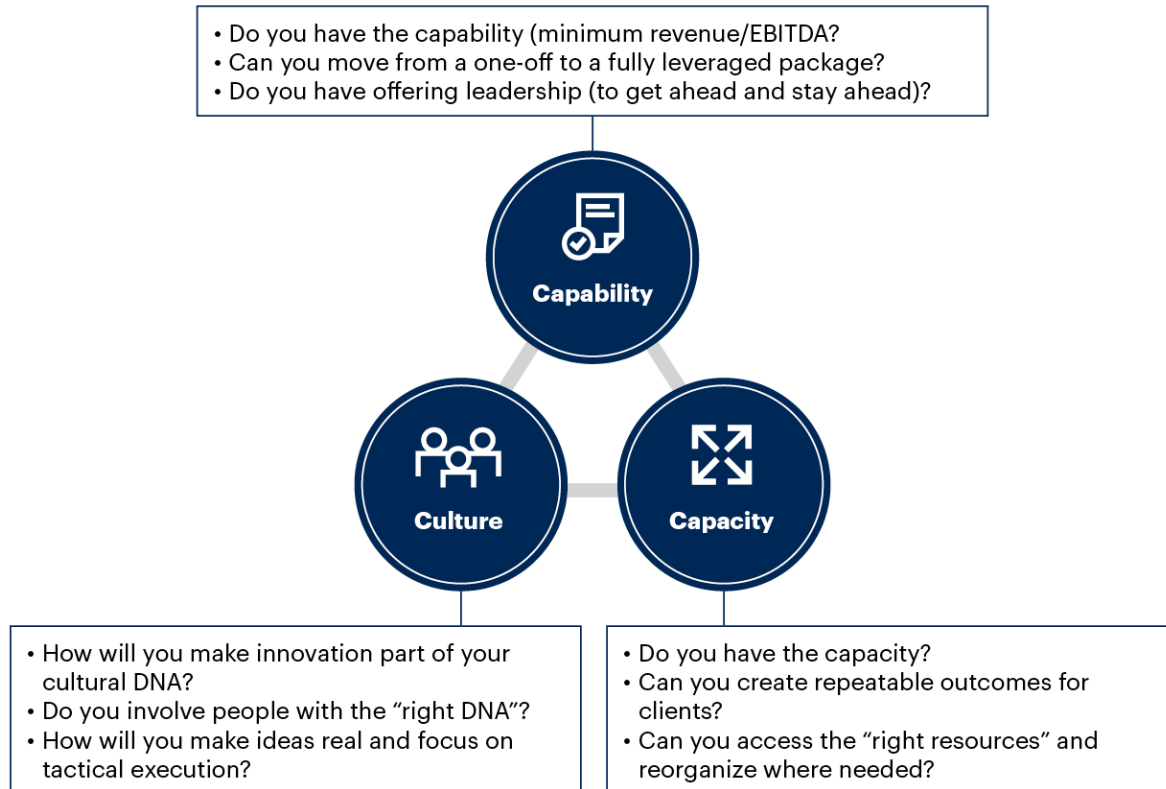 • Do you have the capability (minimum revenue/EBITDA?
• Can you move from a one-off to a fully leveraged package?
• Do you have offering leadership (to get ahead and stay ahead)?
Capability
Culture
Capacity
• How will you make innovation part of your
cultural DNA?
• Do you involve people with the “right DNA”?
• How will you make ideas real and focus on
tactical execution?
• Do you have the capacity?
• Can you create repeatable outcomes for
clients?
• Can you access the “right resources” and
reorganize where needed?